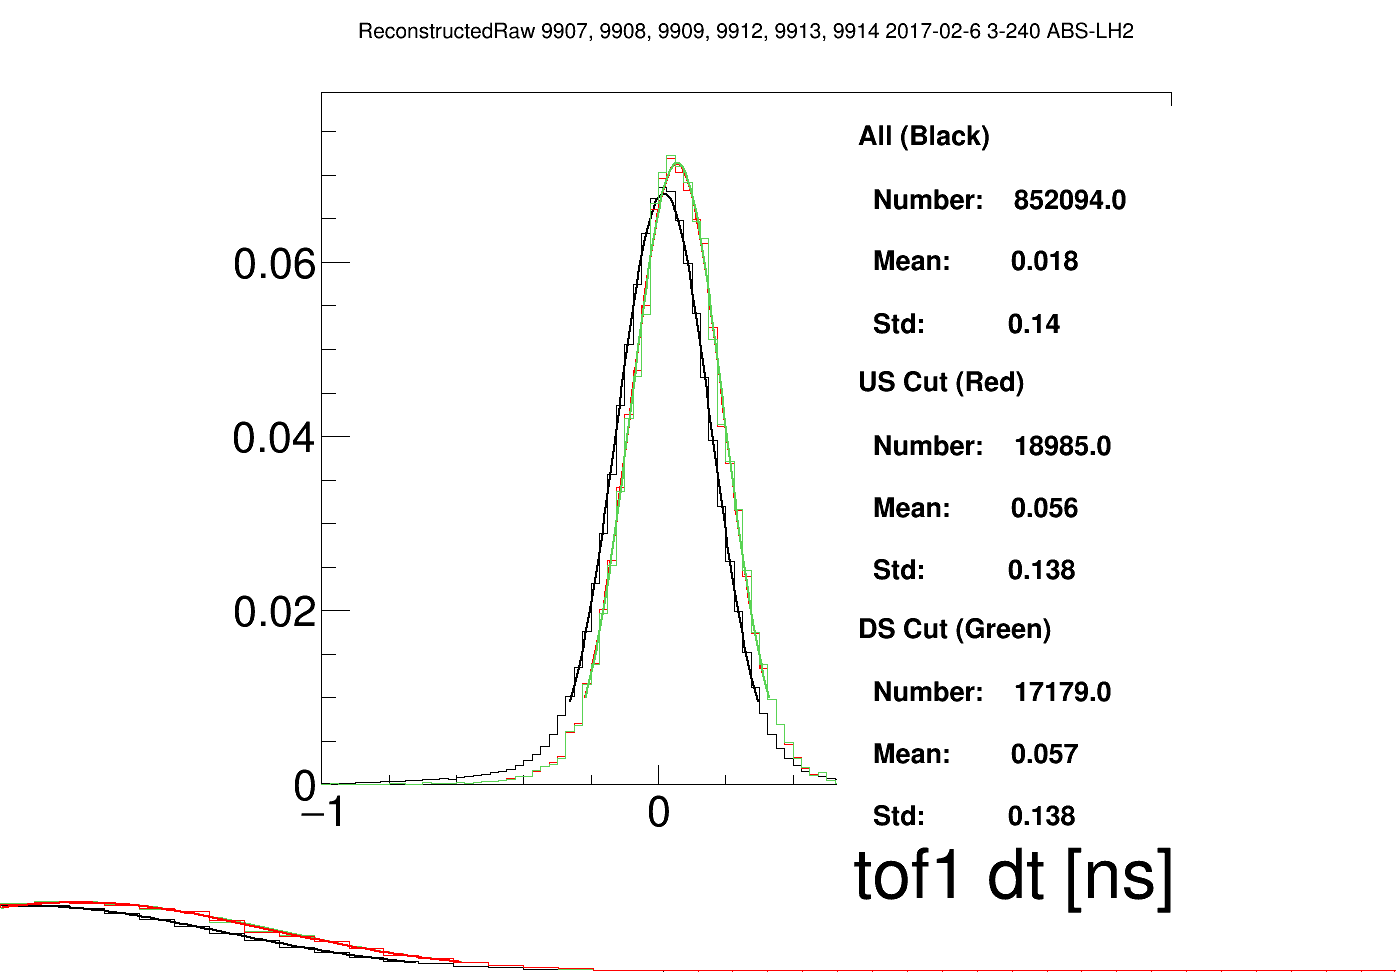 ReconstructedRaw 9907, 9908, 9909, 9912, 9913, 9914 2017-02-6 3-240 ABS-LH2
All (Black)
Number: 852094.0
Mean: 0.018
Std: 0.14
US Cut (Red)
Number: 18985.0
Mean: 0.056
Std: 0.138
DS Cut (Green)
Number: 17179.0
Mean: 0.057
Std: 0.138
0.06
0.04
0.02
0
−1 0
tof1 dt [ns]